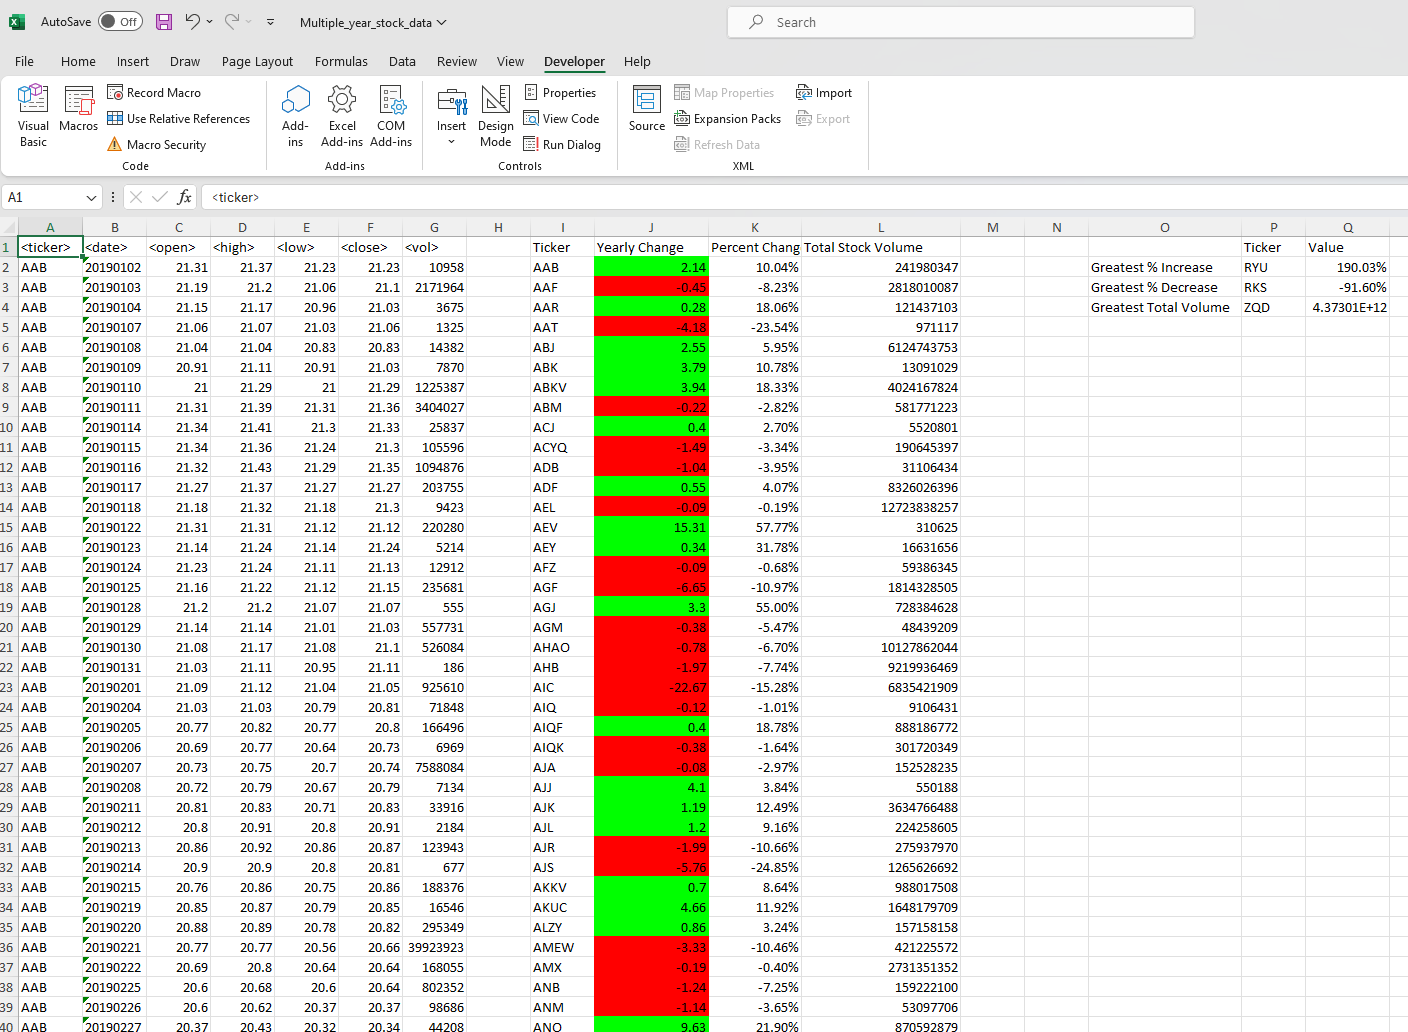 AutoSave Off Multiple_year_stock_data Search
File Home Insert Draw Page Layout Formulas Data Review View Developer Help
Visual Basic Macros Record Macro Use Relative References Macro Security Code
Add-ins Excel Add-ins COM Add-ins Add-ins
Insert Design Mode Properties View Code Run Dialog Controls
Source Map Properties Expansion Packs Refresh Data Import Export XML
A1 fx <ticker>
A B C D E F G H I J K L M N O P Q
1 <ticker> <date> <open> <high> <low> <close> <vol> Ticker Yearly Change Percent Chang Total Stock Volume Ticker Value
2 AAB 20190102 21.31 21.37 21.23 21.23 10958 AAB 2.14 10.04% 241980347 Greatest % Increase RYU 190.03%
3 AAB 20190103 21.19 21.2 21.06 21.1 2171964 AAF -0.45 -8.23% 2818010087 Greatest % Decrease RKS -91.60%
4 AAB 20190104 21.15 21.17 20.96 21.03 3675 AAR 0.28 18.06% 121437103 Greatest Total Volume ZQD 4.37301E+12
5 AAB 20190107 21.06 21.07 21.03 21.06 1325 AAT -4.18 -23.54% 971117
6 AAB 20190108 21.04 21.04 20.83 20.83 14382 ABJ 2.55 5.95% 6124743753
7 AAB 20190109 20.91 21.11 20.91 21.03 7870 ABK 3.79 10.78% 13091029
8 AAB 20190110 21 21.29 21 21.29 1225387 ABKV 3.94 18.33% 4024167824
9 AAB 20190111 21.31 21.39 21.31 21.36 3404027 ABM -0.22 -2.82% 581771223
10 AAB 20190114 21.34 21.41 21.3 21.33 25837 ACJ 0.4 2.70% 5520801
11 AAB 20190115 21.34 21.36 21.24 21.3 105596 ACYQ -1.49 -3.34% 190645397
12 AAB 20190116 21.32 21.43 21.29 21.35 1094876 ADB -1.04 -3.95% 31106434
13 AAB 20190117 21.27 21.37 21.27 21.27 203755 ADF 0.55 4.07% 8326026396
14 AAB 20190118 21.18 21.32 21.18 21.3 9423 AEL -0.09 -0.19% 12723838257
15 AAB 20190122 21.31 21.31 21.12 21.12 220280 AEV 15.31 57.77% 310625
16 AAB 20190123 21.14 21.24 21.14 21.24 5214 AEY 0.34 31.78% 16631656
17 AAB 20190124 21.23 21.24 21.11 21.13 12912 AFZ -0.09 -0.68% 59386345
18 AAB 20190125 21.16 21.22 21.12 21.15 235681 AGF -6.65 -10.97% 1814328505
19 AAB 20190128 21.2 21.2 21.07 21.07 555 AGJ 3.3 55.00% 728384628
20 AAB 20190129 21.14 21.14 21.01 21.03 557731 AGM -0.38 -5.47% 48439209
21 AAB 20190130 21.08 21.17 21.08 21.1 526084 AHAO -0.78 -6.70% 10127862044
22 AAB 20190131 21.03 21.11 20.95 21.11 186 AHB -1.97 -7.74% 9219936469
23 AAB 20190201 21.09 21.12 21.04 21.05 925610 AIC -22.67 -15.28% 6835421909
24 AAB 20190204 21.03 21.03 20.79 20.81 71848 AIQ -0.12 -1.01% 9106431
25 AAB 20190205 20.77 20.82 20.77 20.8 166496 AIQF 0.4 18.78% 888186772
26 AAB 20190206 20.69 20.77 20.64 20.73 6969 AIQK -0.38 -1.64% 301720349
27 AAB 20190207 20.73 20.75 20.7 20.74 7588084 AJA -0.08 -2.97% 152528235
28 AAB 20190208 20.72 20.79 20.67 20.79 7134 AJJ 4.1 3.84% 550188
29 AAB 20190211 20.81 20.83 20.71 20.83 33916 AJK 1.19 12.49% 3634766488
30 AAB 20190212 20.8 20.91 20.8 20.91 2184 AJL 1.2 9.16% 224258605
31 AAB 20190213 20.86 20.92 20.86 20.87 123943 AJR -1.99 -10.66% 275937970
32 AAB 20190214 20.9 20.9 20.8 20.81 677 AJS -5.76 -24.85% 1265626692
33 AAB 20190215 20.76 20.86 20.75 20.86 188376 AKKV 0.7 8.64% 988017508
34 AAB 20190219 20.85 20.87 20.79 20.85 16546 AKUC 4.66 11.92% 1648179709
35 AAB 20190220 20.88 20.89 20.78 20.82 295349 ALZY 0.86 3.24% 157158158
36 AAB 20190221 20.77 20.77 20.56 20.66 39923923 AMEW -3.33 -10.46% 421225572
37 AAB 20190222 20.69 20.8 20.64 20.64 168055 AMX -0.19 -0.40% 2731351352
38 AAB 20190225 20.6 20.68 20.6 20.64 802352 ANB -1.24 -7.25% 159222100
39 AAB 20190226 20.6 20.62 20.37 20.37 98686 ANM -1.14 -3.65% 53097706
40 AAB 20190227 20.37 20.43 20.32 20.34 44208 ANO 9.63 21.90% 870592879